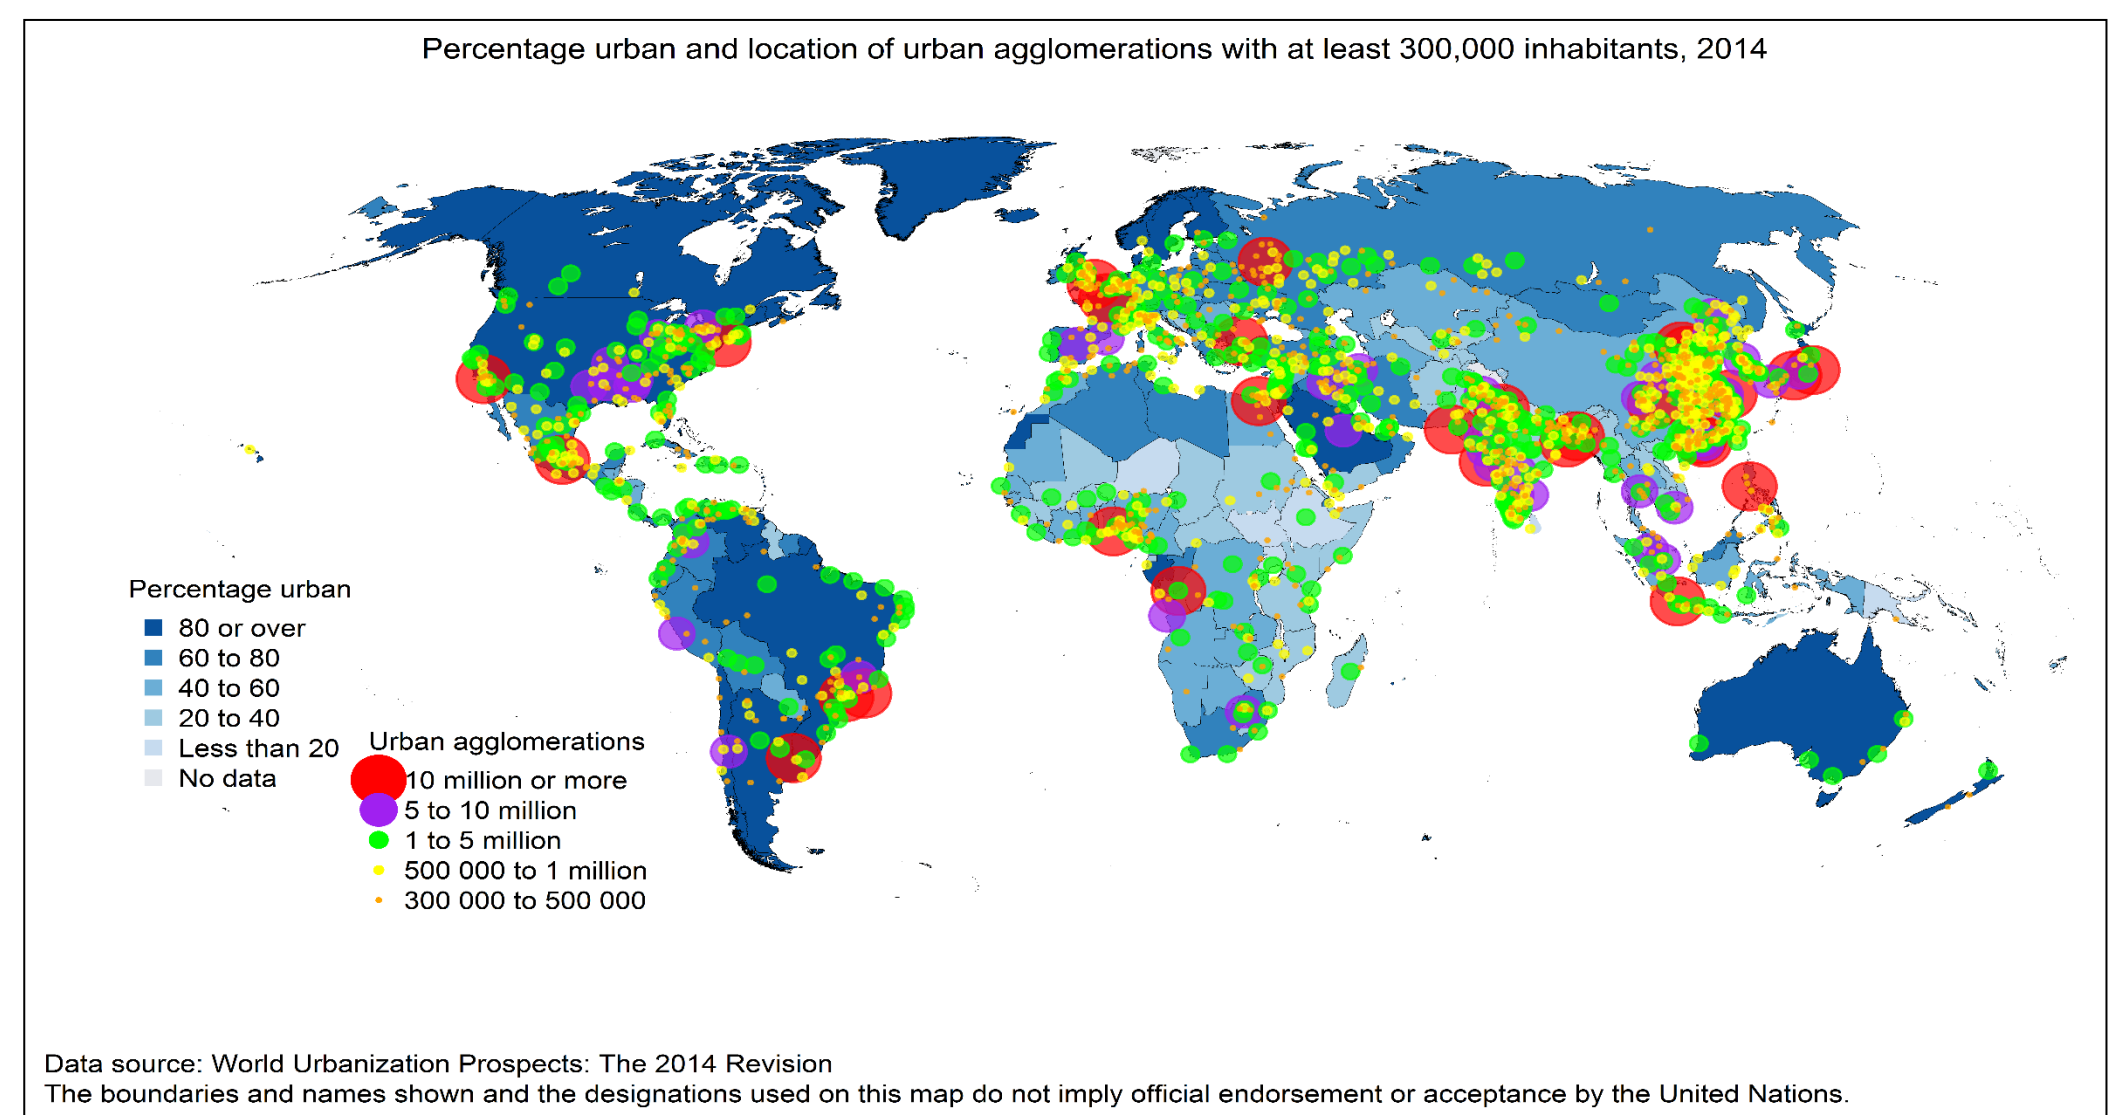 Percentage urban and location of urban agglomerations with at least 300,000 inhabitants, 2014
Percentage urban
80 or over
60 to 80
40 to 60
20 to 40
Less than 20
No data
Urban agglomerations
10 million or more
5 to 10 million
1 to 5 million
500 000 to 1 million
300 000 to 500 000
Data source: World Urbanization Prospects: The 2014 Revision
The boundaries and names shown and the designations used on this map do not imply official endorsement or acceptance by the United Nations.